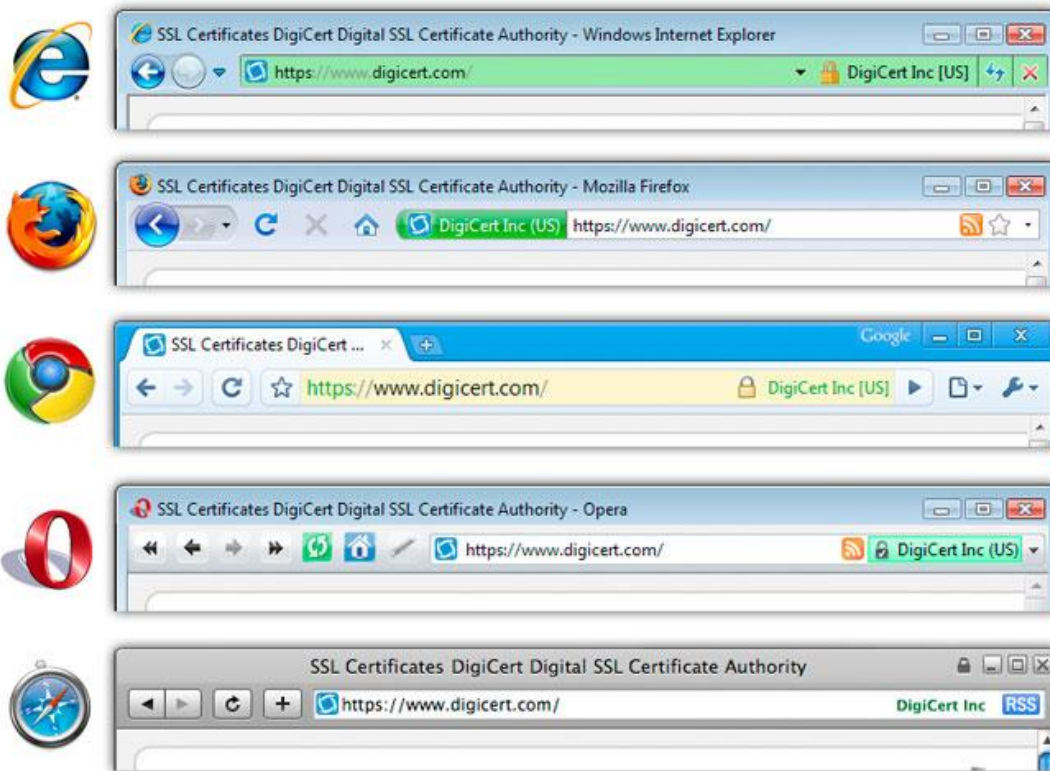 SSL Certificates DigiCert Digital SSL Certificate Authority - Windows Internet Explorer
https://www.digicert.com/ DigiCert Inc [US]
SSL Certificates DigiCert Digital SSL Certificate Authority - Mozilla Firefox
DigiCert Inc (US) https://www.digicert.com/
SSL Certificates DigiCert ... Google
https://www.digicert.com/ DigiCert Inc [US]
SSL Certificates DigiCert Digital SSL Certificate Authority - Opera
https://www.digicert.com/ DigiCert Inc (US)
SSL Certificates DigiCert Digital SSL Certificate Authority
https://www.digicert.com/ DigiCert Inc RSS